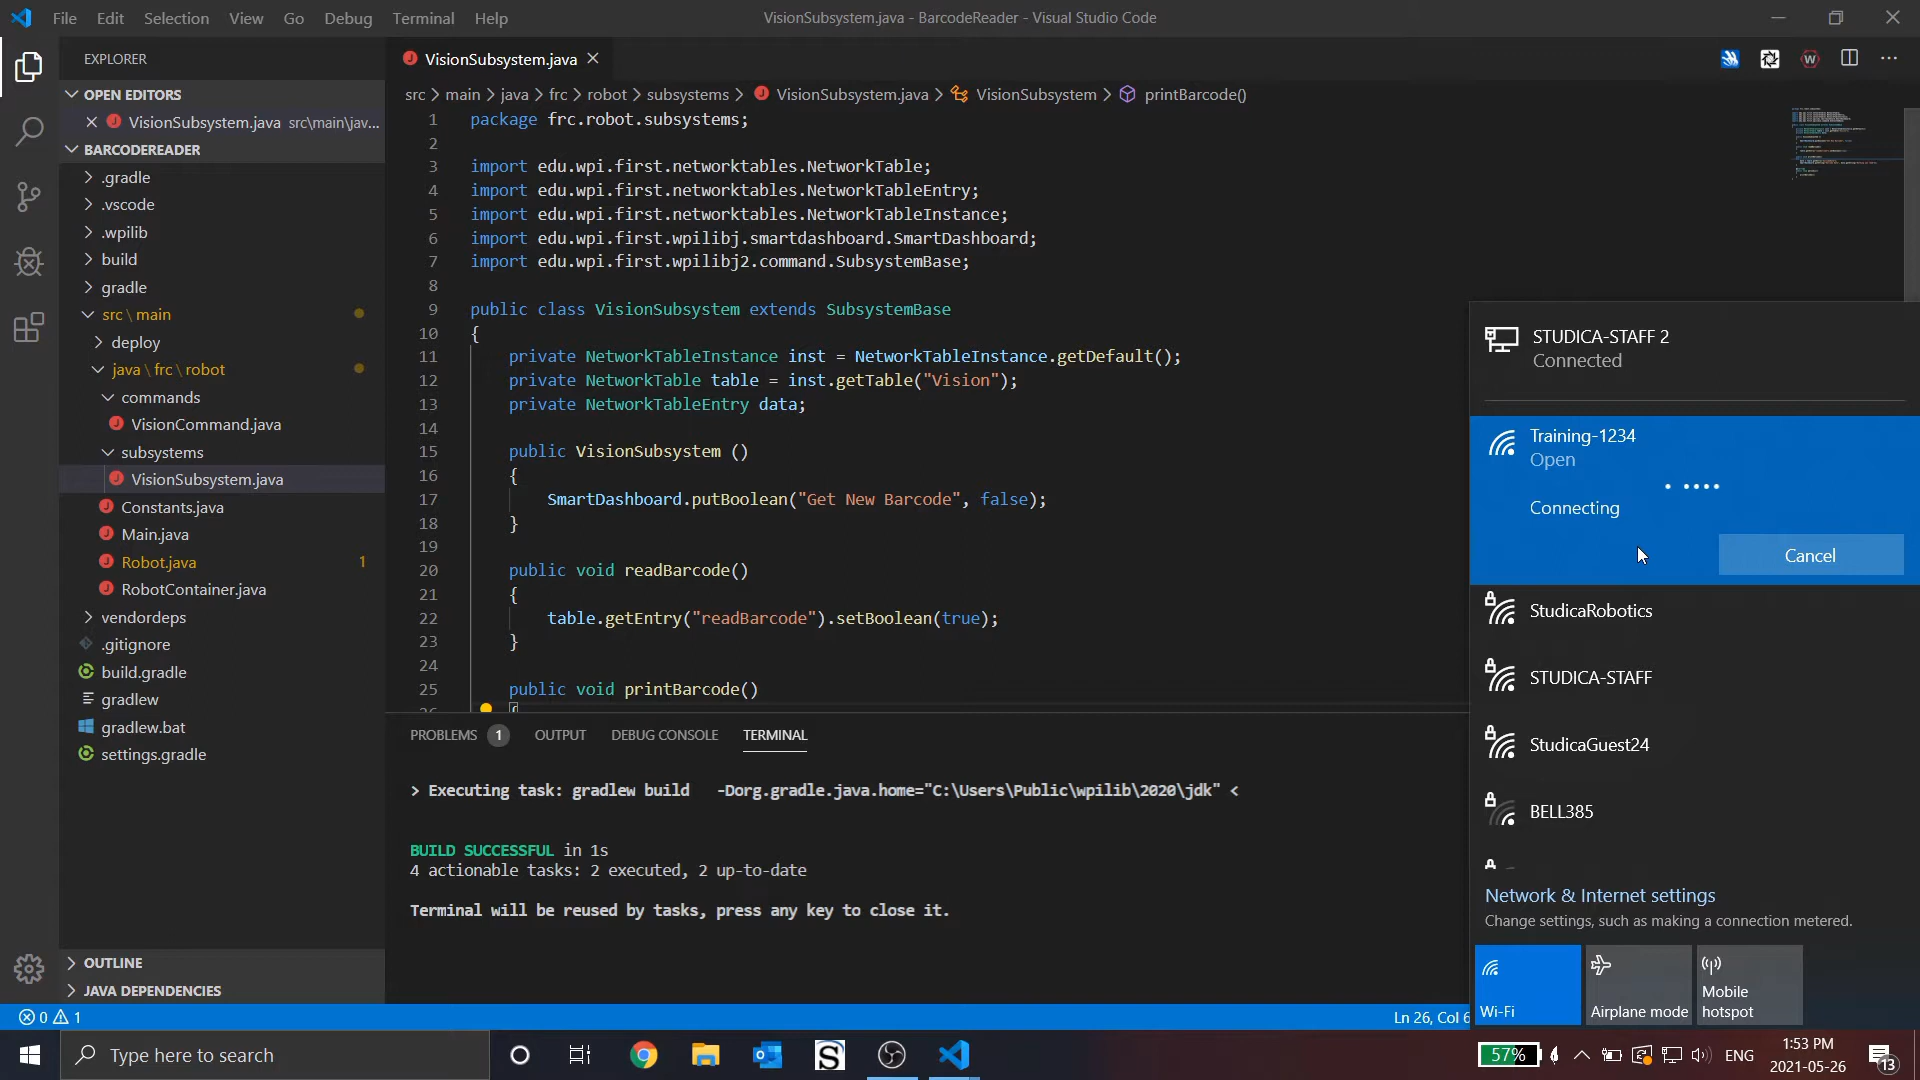 File Edit Selection View Go Debug Terminal Help
VisionSubsystem.java - BarcodeReader - Visual Studio Code
EXPLORER
OPEN EDITORS
VisionSubsystem.java src\main\jav...
BARCODEREADER
.gradle
.vscode
.wpilib
build
gradle
src \ main
deploy
java \ frc \ robot
commands
VisionCommand.java
subsystems
VisionSubsystem.java
Constants.java
Main.java
Robot.java 1
RobotContainer.java
vendordeps
.gitignore
build.gradle
gradlew
gradlew.bat
settings.gradle
OUTLINE
JAVA DEPENDENCIES
VisionSubsystem.java
src > main > java > frc > robot > subsystems > VisionSubsystem.java > VisionSubsystem > printBarcode()
1 package frc.robot.subsystems;
2
3 import edu.wpi.first.networktables.NetworkTable;
4 import edu.wpi.first.networktables.NetworkTableEntry;
5 import edu.wpi.first.networktables.NetworkTableInstance;
6 import edu.wpi.first.wpilibj.smartdashboard.SmartDashboard;
7 import edu.wpi.first.wpilibj2.command.SubsystemBase;
8
9 public class VisionSubsystem extends SubsystemBase
10 {
11 private NetworkTableInstance inst = NetworkTableInstance.getDefault();
12 private NetworkTable table = inst.getTable("Vision");
13 private NetworkTableEntry data;
14
15 public VisionSubsystem ()
16 {
17 SmartDashboard.putBoolean("Get New Barcode", false);
18 }
19
20 public void readBarcode()
21 {
22 table.getEntry("readBarcode").setBoolean(true);
23 }
24
25 public void printBarcode()
26 {
PROBLEMS 1 OUTPUT DEBUG CONSOLE TERMINAL
> Executing task: gradlew build -Dorg.gradle.java.home="C:\Users\Public\wpilib\2020\jdk" <
BUILD SUCCESSFUL in 1s
4 actionable tasks: 2 executed, 2 up-to-date
Terminal will be reused by tasks, press any key to close it.
0 1
Ln 26, Col 6
STUDICA-STAFF 2
Connected
Training-1234
Open
Connecting
Cancel
StudicaRobotics
STUDICA-STAFF
StudicaGuest24
BELL385
Network & Internet settings
Change settings, such as making a connection metered.
Wi-Fi
Airplane mode
Mobile
hotspot
Type here to search
57%
ENG
1:53 PM
2021-05-26
13